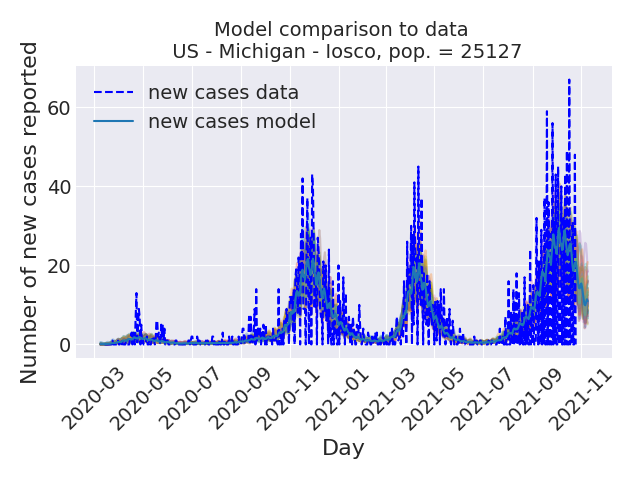 Model comparison to data
US - Michigan - Iosco, pop. = 25127
Number of new cases reported
60
40
20
0
new cases data
new cases model
2020-03
2020-05
2020-07
2020-09
2020-11
2021-01
2021-03
2021-05
2021-07
2021-09
2021-11
Day